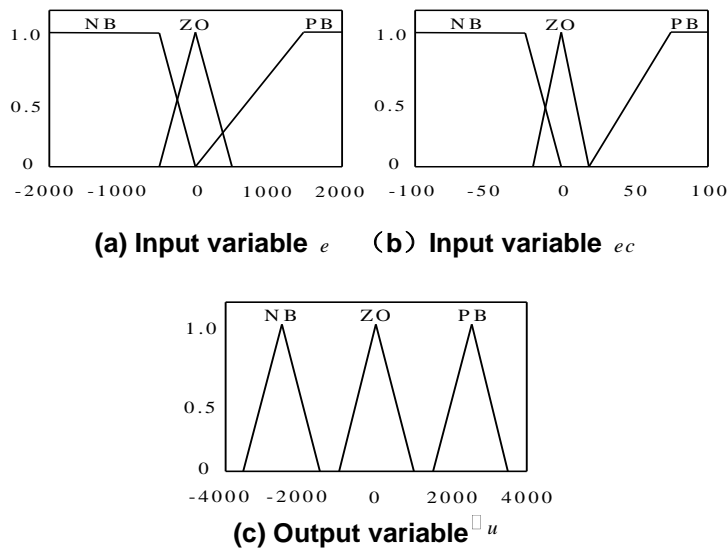 NB ZO PB
1.0
0.5
0
-2000 -1000 0 1000 2000
(a) Input variable e
NB ZO PB
1.0
0.5
0
-100 -50 0 50 100
（b）Input variable ec
NB ZO PB
1.0
0.5
0
-4000 -2000 0 2000 4000
(c) Output variable u